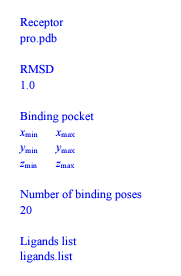 Receptor
pro.pdb
RMSD
1.0
Binding pocket
xmin xmax
ymin ymax
zmin zmax
Number of binding poses
20
Ligands list
ligands.list